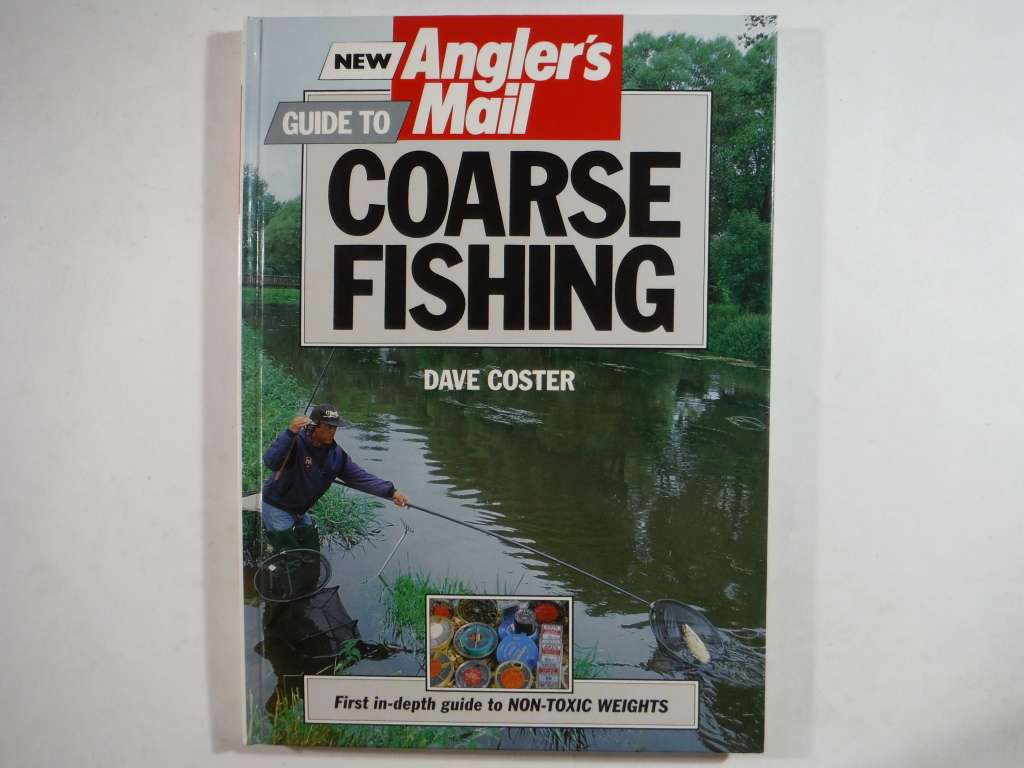 NEW
Angler's
Mail
GUIDE TO
COARSE
FISHING
DAVE COSTER
First in-depth guide to NON-TOXIC WEIGHTS